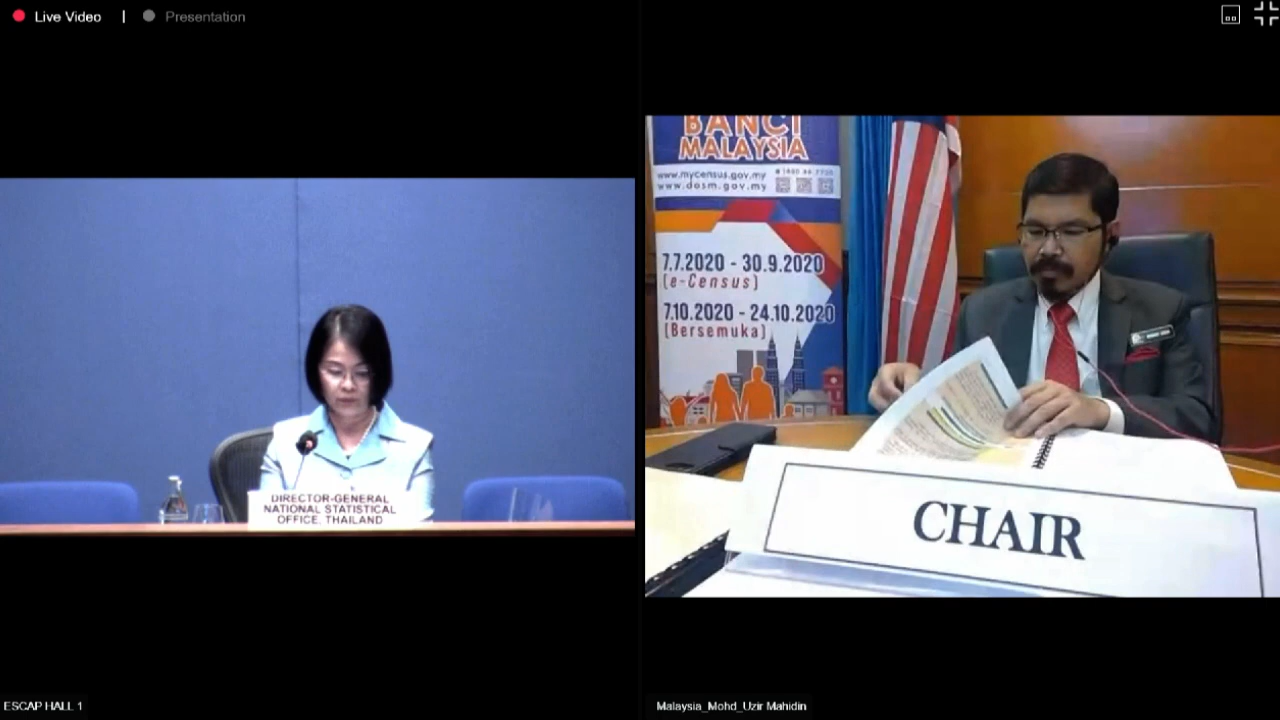 Live Video | Presentation
DIRECTOR-GENERAL
NATIONAL STATISTICAL
OFFICE, THAILAND
ESCAP HALL 1
BANCI
MALAYSIA
www.mycensus.gov.my
www.dosm.gov.my
7.7.2020 - 30.9.2020
(e-Census)
7.10.2020 - 24.10.2020
(Bersemuka)
CHAIR
Malaysia_Mohd_Uzir Mahidin